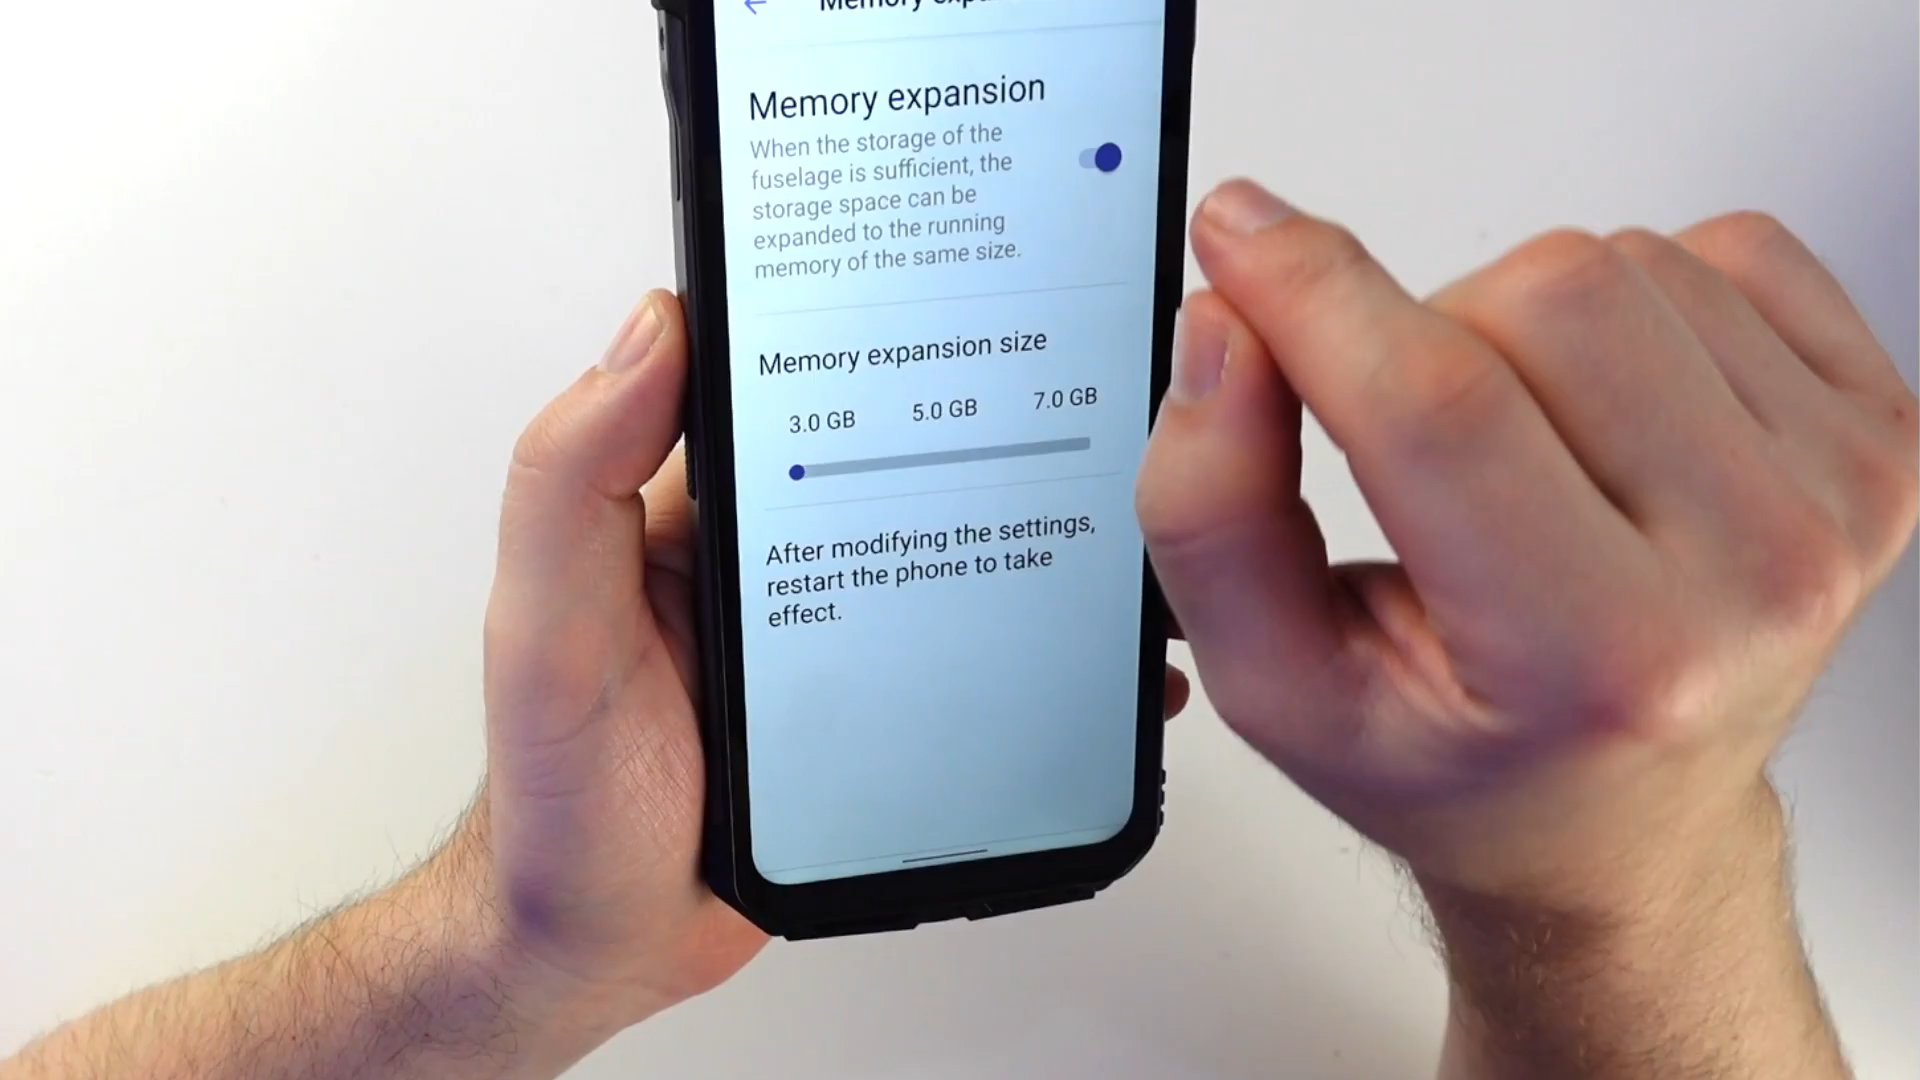 Memory
Memory expansion
When the storage of the
fuselage is sufficient, the
storage space can be
expanded to the running
memory of the same size.
Memory expansion size
3.0 GB 5.0 GB 7.0 GB
After modifying the settings,
restart the phone to take
effect.